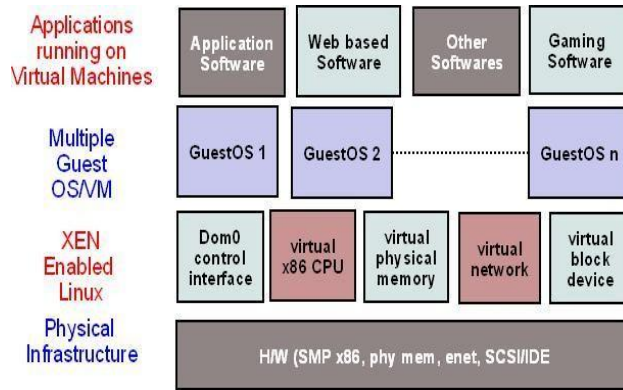 Applications
running on
Virtual Machines
Application
Software
Web based
Software
Other
Softwares
Gaming
Software
Multiple
Guest
OS/VM
GuestOS 1
GuestOS 2
GuestOS n
XEN
Enabled
Linux
Dom0
control
interface
virtual
x86 CPU
virtual
physical
memory
virtual
network
virtual
block
device
Physical
Infrastructure
H/W (SMP x86, phy mem, enet, SCSI/IDE